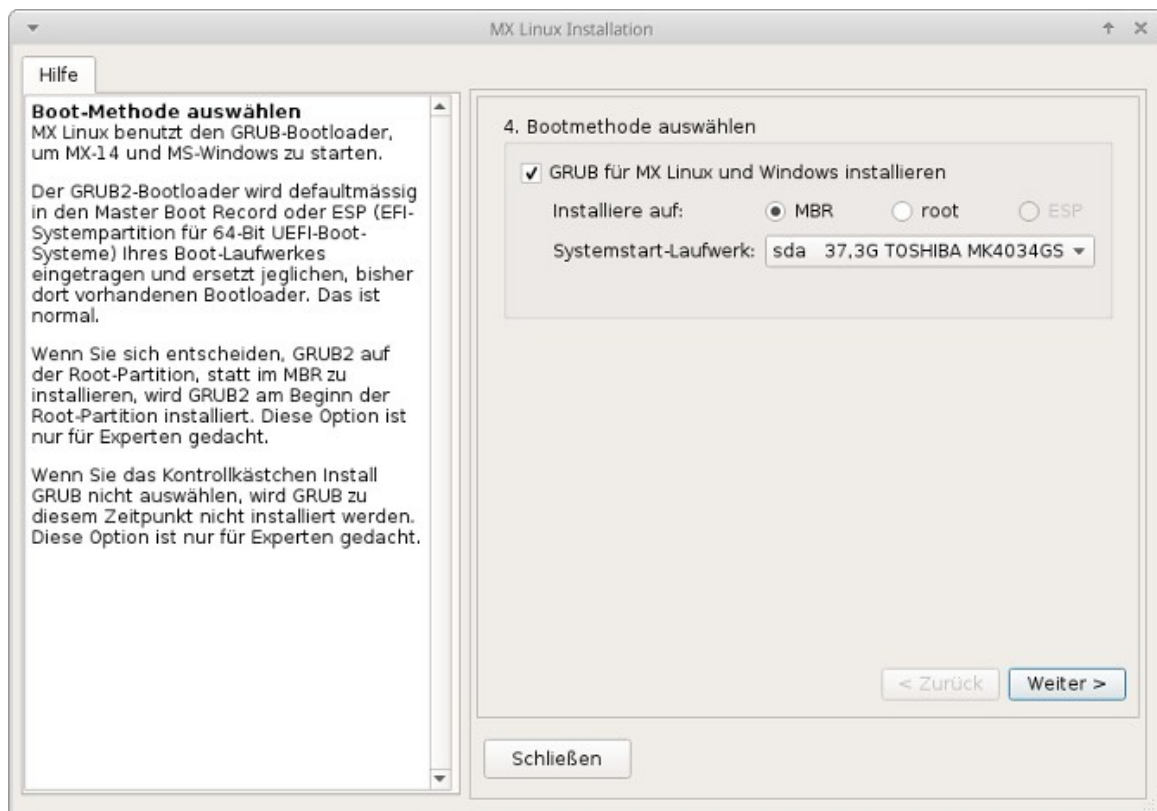 MX Linux Installation
Hilfe
Boot-Methode auswählen
MX Linux benutzt den GRUB-Bootloader,
um MX-14 und MS-Windows zu starten.
Der GRUB2-Bootloader wird defaultmässig
in den Master Boot Record oder ESP (EFI-
Systempartition für 64-Bit UEFI-Boot-
Systeme) Ihres Boot-Laufwerkes
eingetragen und ersetzt jeglichen, bisher
dort vorhandenen Bootloader. Das ist
normal.
Wenn Sie sich entscheiden, GRUB2 auf
der Root-Partition, statt im MBR zu
installieren, wird GRUB2 am Beginn der
Root-Partition installiert. Diese Option ist
nur für Experten gedacht.
Wenn Sie das Kontrollkästchen Install
GRUB nicht auswählen, wird GRUB zu
diesem Zeitpunkt nicht installiert werden.
Diese Option ist nur für Experten gedacht.
4. Bootmethode auswählen
GRUB für MX Linux und Windows installieren
Installiere auf: MBR root ESP
Systemstart-Laufwerk: sda 37,3G TOSHIBA MK4034GS
< Zurück Weiter >
Schließen